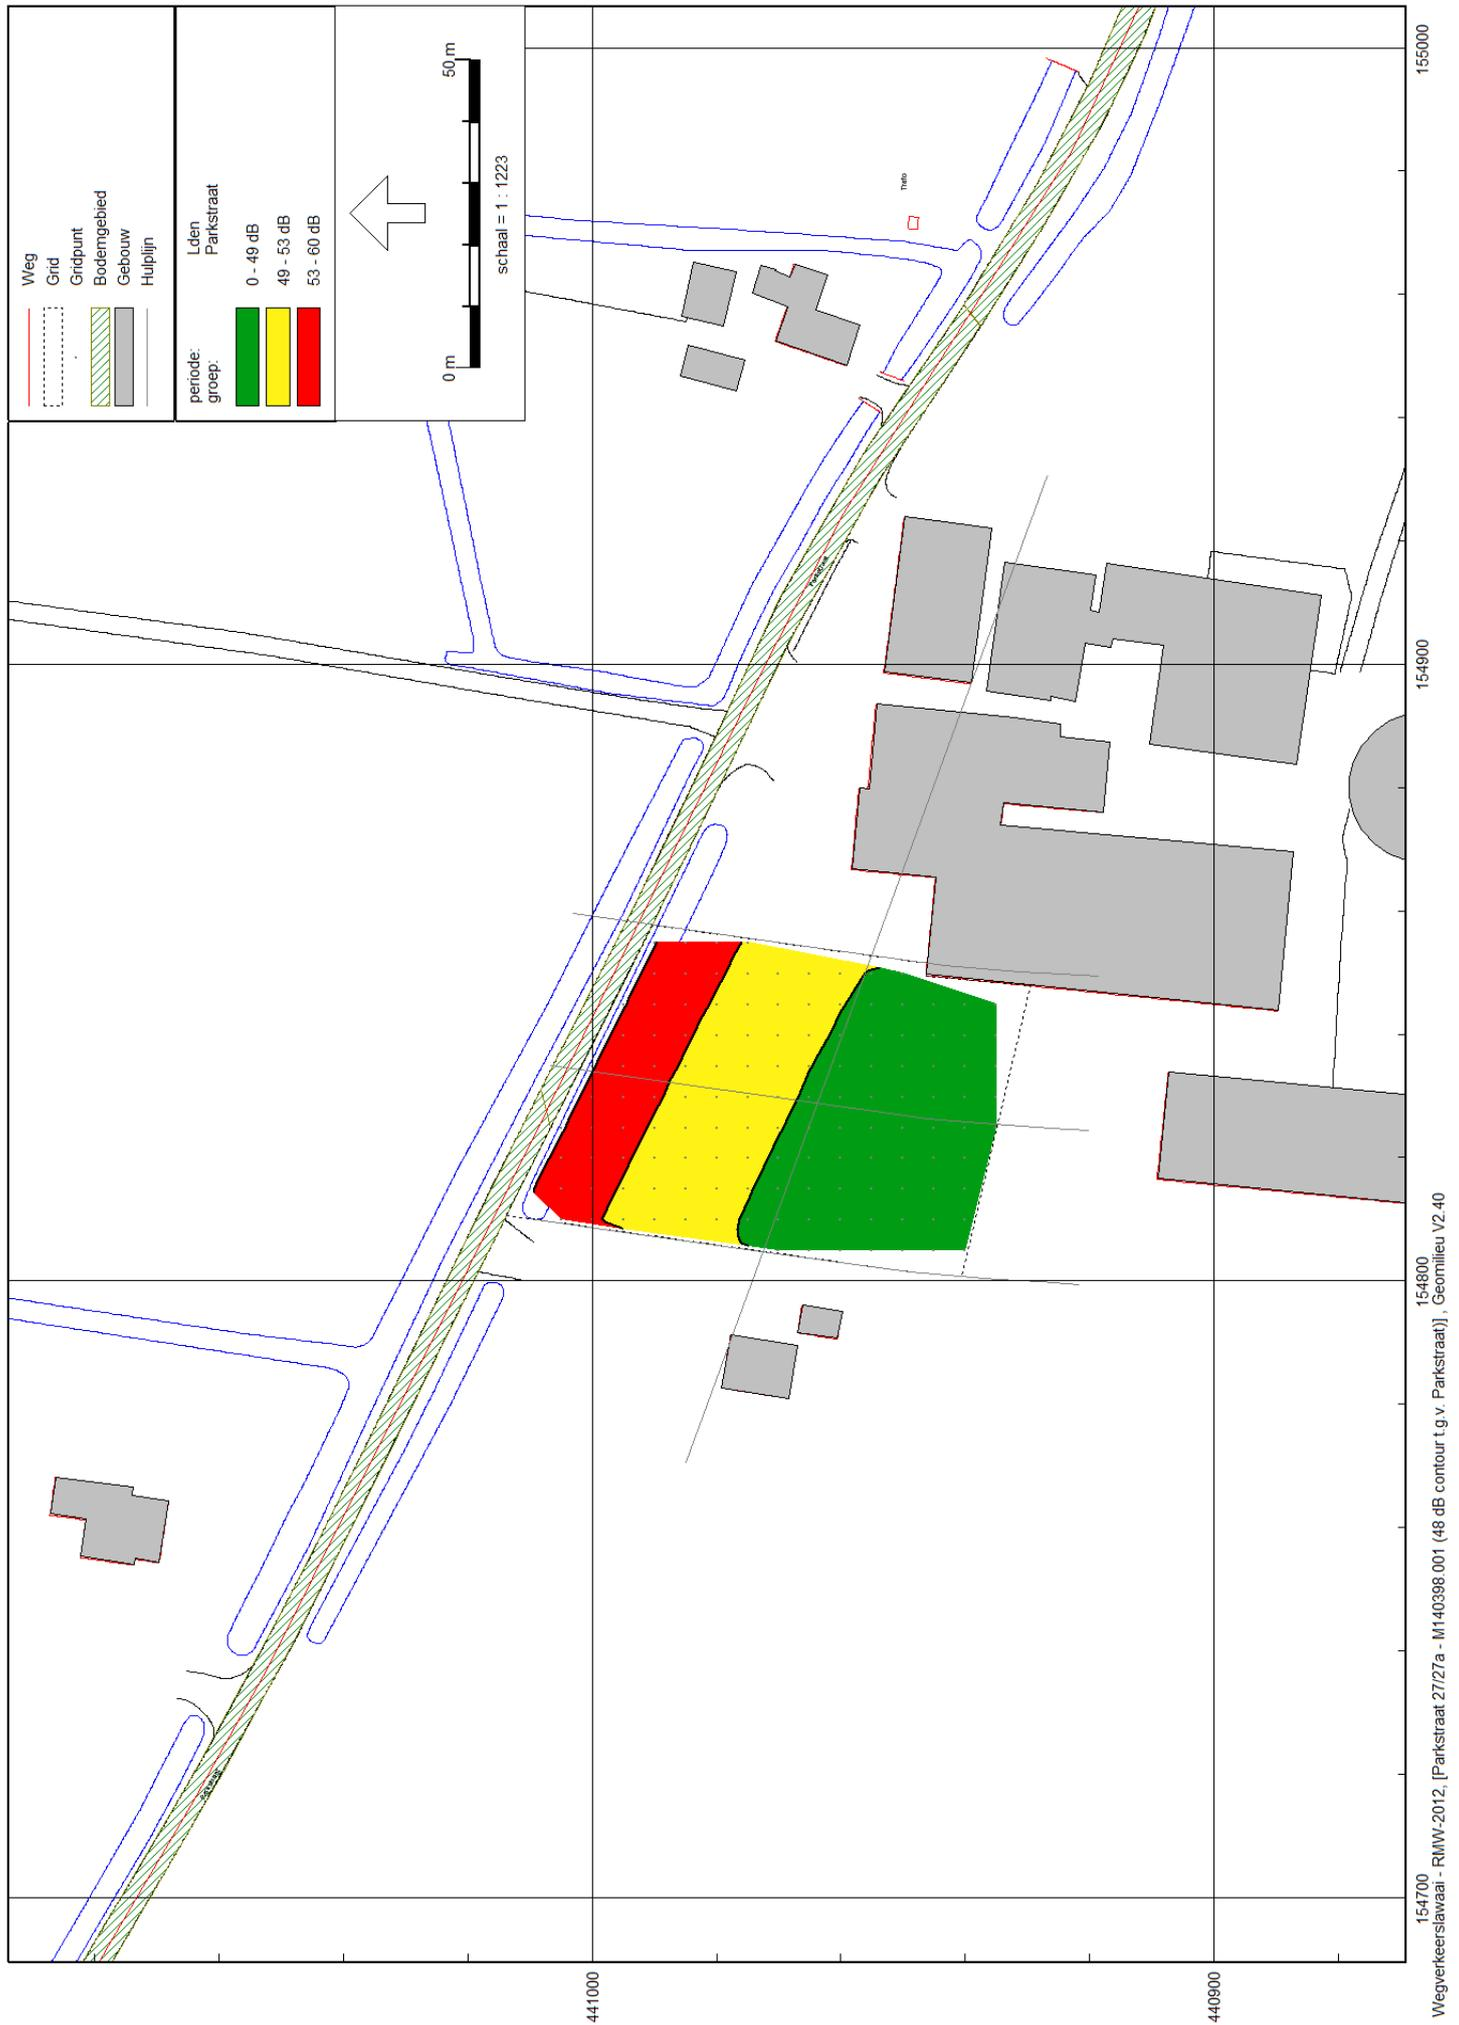 Weg
Grid
Gridpunt
Bodemgebied
Gebouw
Hulplijn
periode: Lden
groep: Parkstraat
0 - 49 dB
49 - 53 dB
53 - 60 dB
0 m 50 m
schaal = 1 : 1223
Trafo
Parkstraat
Parkstraat
441000
440900
154700
154800
154900
155000
Wegverkeerslawaai - RMW-2012, [Parkstraat 27/27a - M140398.001 (48 dB contour t.g.v. Parkstraat)] , Geomilieu V2.40